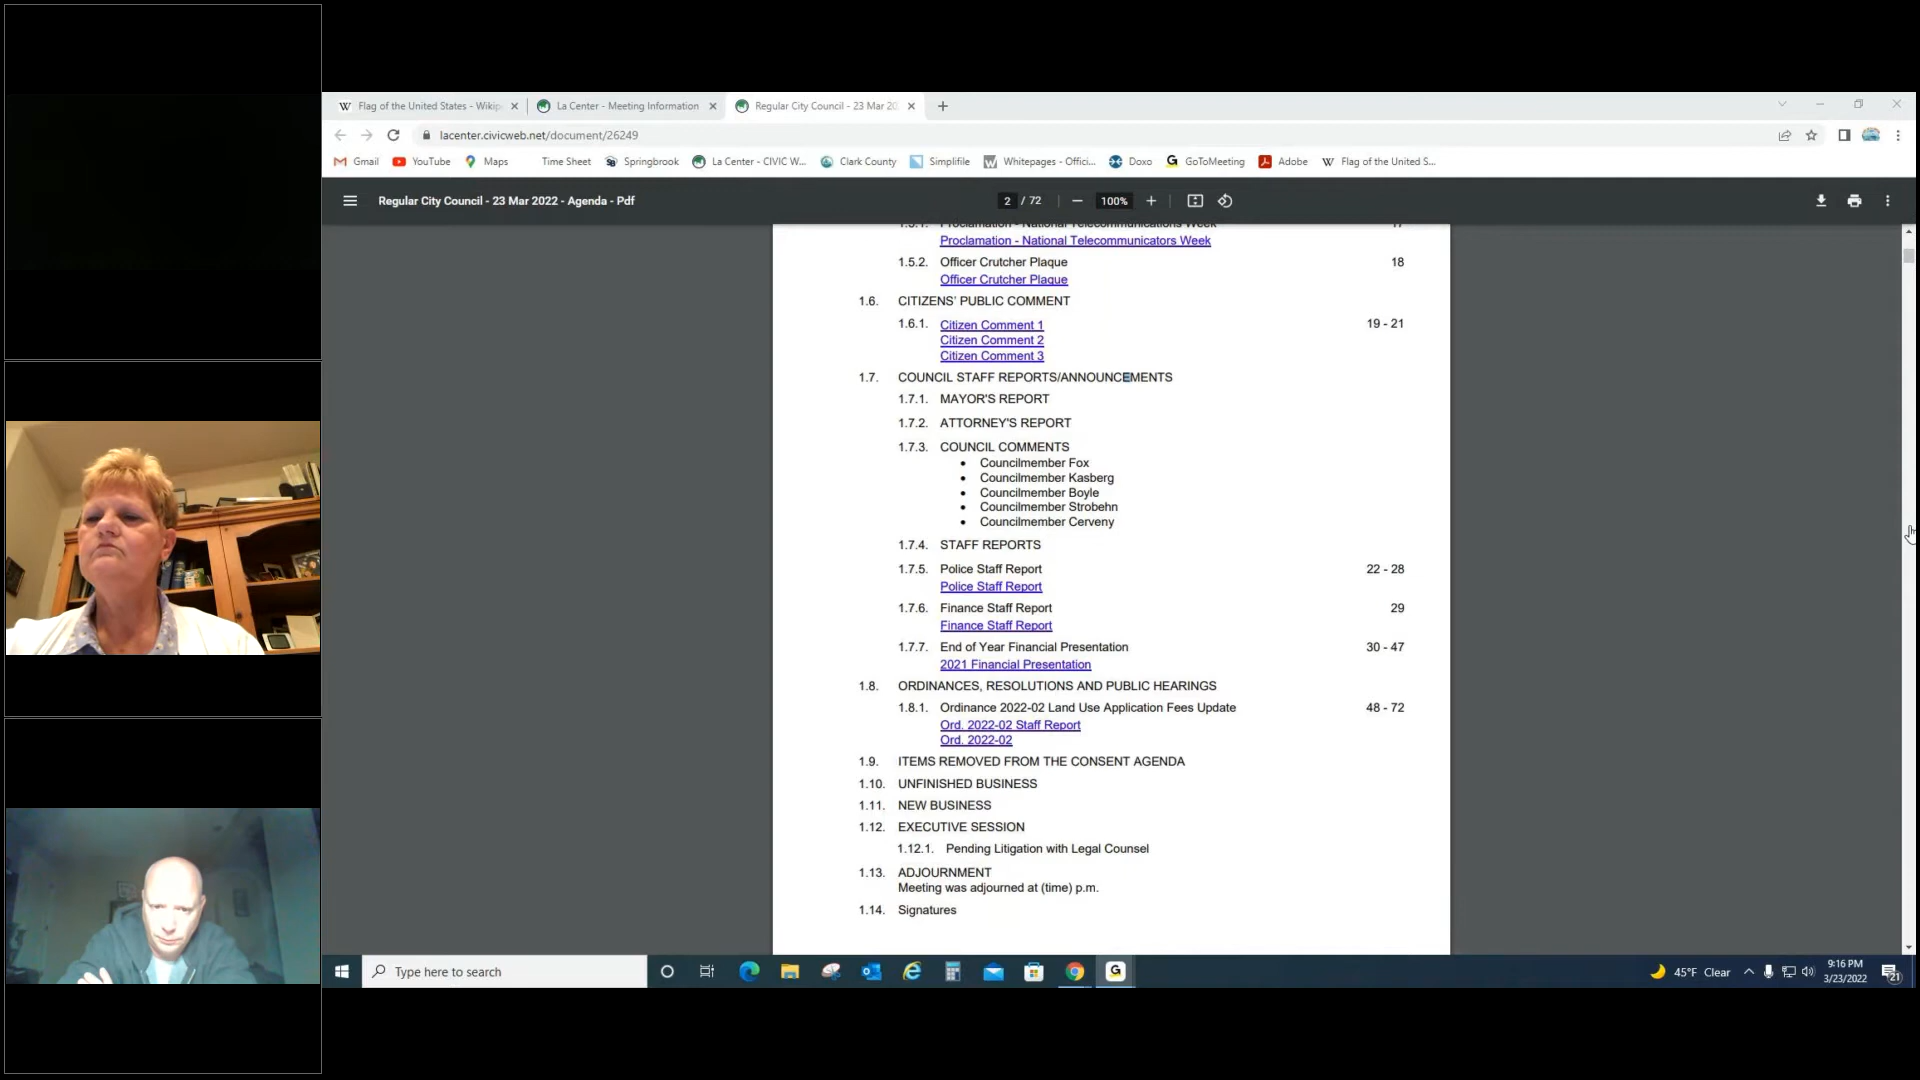 Flag of the United States - Wikip
La Center - Meeting Information
Regular City Council - 23 Mar 20
lacenter.civicweb.net/document/26249
Gmail
YouTube
Maps
Time Sheet
Springbrook
La Center - CIVIC W...
Clark County
Simplifile
Whitepages - Offici...
Doxo
GoToMeeting
Adobe
Flag of the United S...
Regular City Council - 23 Mar 2022 - Agenda - Pdf
2 / 72
100%
1.5.1. Proclamation - National Telecommunicators Week 17
Proclamation - National Telecommunicators Week
1.5.2. Officer Crutcher Plaque 18
Officer Crutcher Plaque
1.6. CITIZENS' PUBLIC COMMENT
1.6.1. Citizen Comment 1 19 - 21
Citizen Comment 2
Citizen Comment 3
1.7. COUNCIL STAFF REPORTS/ANNOUNCEMENTS
1.7.1. MAYOR'S REPORT
1.7.2. ATTORNEY'S REPORT
1.7.3. COUNCIL COMMENTS
• Councilmember Fox
• Councilmember Kasberg
• Councilmember Boyle
• Councilmember Strobehn
• Councilmember Cerveny
1.7.4. STAFF REPORTS
1.7.5. Police Staff Report 22 - 28
Police Staff Report
1.7.6. Finance Staff Report 29
Finance Staff Report
1.7.7. End of Year Financial Presentation 30 - 47
2021 Financial Presentation
1.8. ORDINANCES, RESOLUTIONS AND PUBLIC HEARINGS
1.8.1. Ordinance 2022-02 Land Use Application Fees Update 48 - 72
Ord. 2022-02 Staff Report
Ord. 2022-02
1.9. ITEMS REMOVED FROM THE CONSENT AGENDA
1.10. UNFINISHED BUSINESS
1.11. NEW BUSINESS
1.12. EXECUTIVE SESSION
1.12.1. Pending Litigation with Legal Counsel
1.13. ADJOURNMENT
Meeting was adjourned at (time) p.m.
1.14. Signatures
Type here to search
45°F Clear
9:16 PM
3/23/2022
21